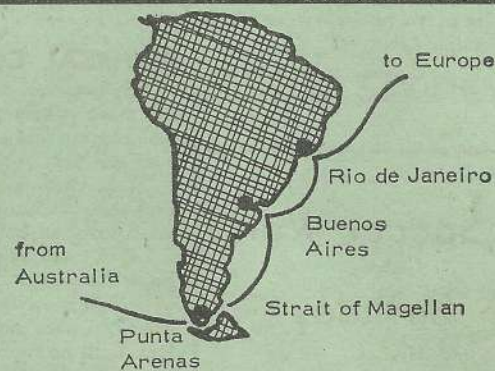 to Europe
Rio de Janeiro
Buenos
Aires
from
Australia
Strait of Magellan
Punta
Arenas